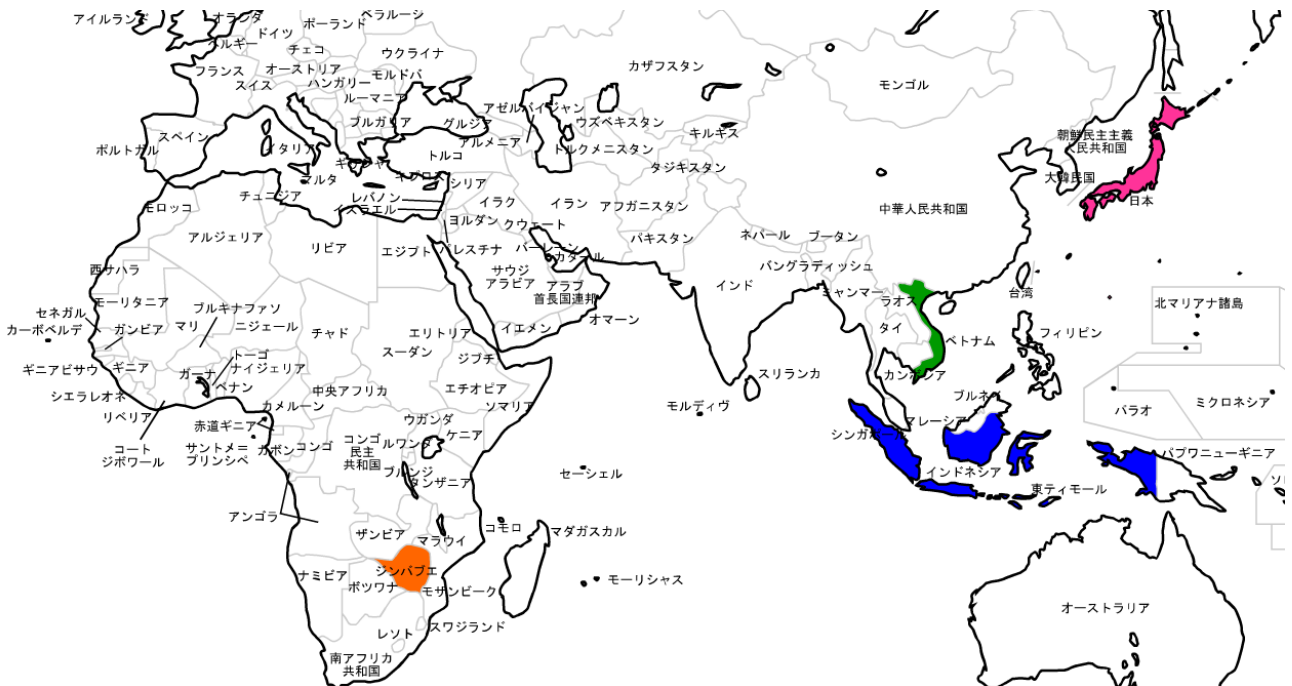 アイルランド
オランダ
ポーランド
ベラルーシ
ドイツ
ベルギー
チェコ
ウクライナ
フランス
オーストリア
スイス
ハンガリー
モルドバ
ルーマニア
カザフスタン
モンゴル
ブルガリア
グルジア
アゼルバイジャン
ウズベキスタン
キルギス
スペイン
イタリア
アルメニア
トルクメニスタン
朝鮮民主主義
人民共和国
ポルトガル
ギリシャ
トルコ
タジキスタン
大韓民国
マルタ
キプロス
シリア
日本
チュニジア
レバノン
イスラエル
イラク
イラン
アフガニスタン
中華人民共和国
モロッコ
ヨルダン
クウェート
アルジェリア
リビア
エジプト
パレスチナ
バーレーン
カタール
パキスタン
ネパール
ブータン
西サハラ
サウジ
アラビア
アラブ
首長国連邦
インド
バングラディッシュ
ミャンマー
ラオス
台湾
モーリタニア
ブルキナファソ
北マリアナ諸島
セネガル
カーボベルデ
ガンビア
マリ
ニジェール
チャド
エリトリア
イエメン
オマーン
タイ
ベトナム
フィリピン
スーダン
ジブチ
トーゴ
ギニアビサウ
ギニア
ガーナ
ナイジェリア
ベナン
中央アフリカ
エチオピア
スリランカ
カンボジア
シエラレオネ
リベリア
カメルーン
ソマリア
モルディヴ
ブルネイ
パラオ
ミクロネシア
赤道ギニア
ウガンダ
ケニア
マレーシア
シンガポール
コート
ジボワール
サントメ=
プリンシペ
ガボン
コンゴ
コンゴ
民主
共和国
ルワンダ
ブルンジ
タンザニア
セーシェル
インドネシア
パプワニューギニア
東ティモール
ソロ
アンゴラ
ザンビア
マラウイ
コモロ
マダガスカル
ナミビア
ジンバブエ
ボツワナ
モザンビーク
モーリシャス
オーストラリア
レソト
スワジランド
南アフリカ
共和国